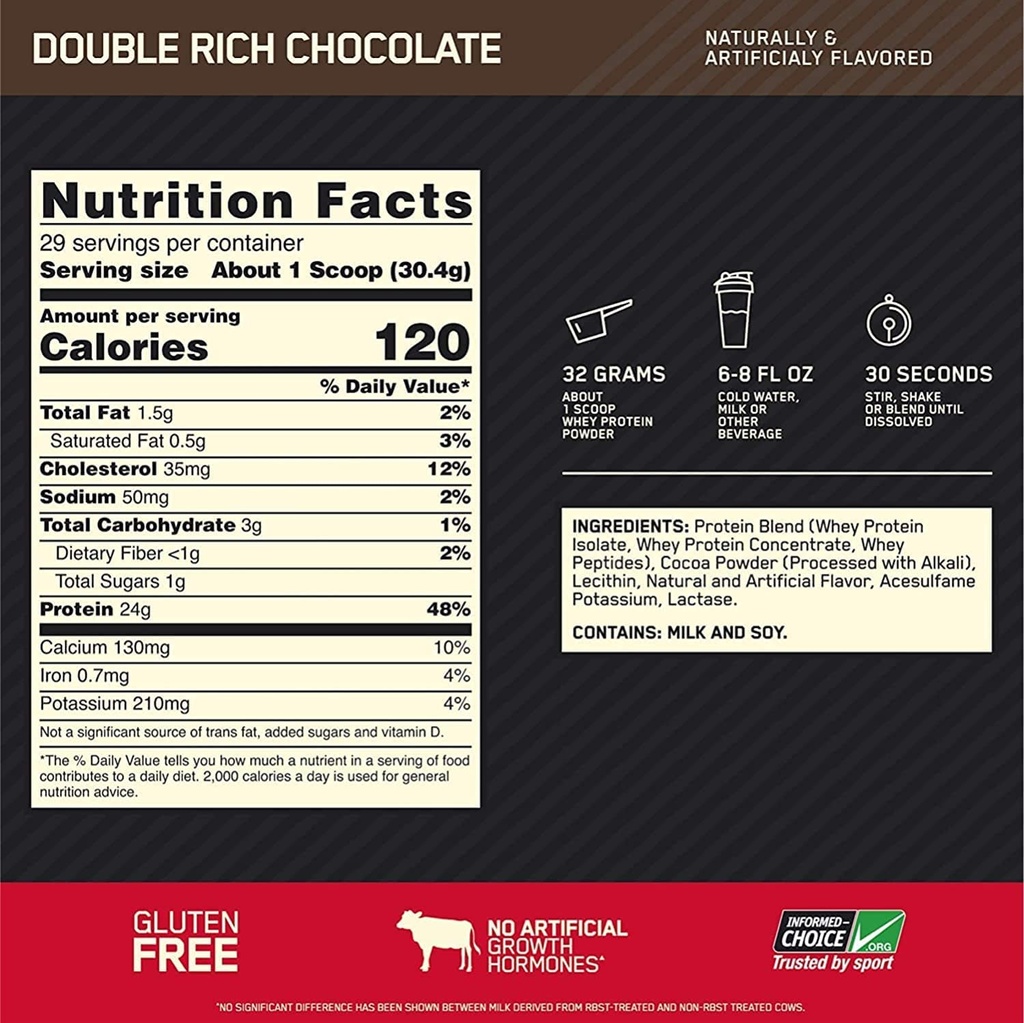 DOUBLE RICH CHOCOLATE
NATURALLY &
ARTIFICIALY FLAVORED
Nutrition Facts
29 servings per container
Serving size About 1 Scoop (30.4g)
Amount per serving
Calories 120
% Daily Value*
Total Fat 1.5g 2%
Saturated Fat 0.5g 3%
Cholesterol 35mg 12%
Sodium 50mg 2%
Total Carbohydrate 3g 1%
Dietary Fiber <1g 2%
Total Sugars 1g
Protein 24g 48%
Calcium 130mg 10%
Iron 0.7mg 4%
Potassium 210mg 4%
Not a significant source of trans fat, added sugars and vitamin D.
*The % Daily Value tells you how much a nutrient in a serving of food
contributes to a daily diet. 2,000 calories a day is used for general
nutrition advice.
32 GRAMS
ABOUT
1 SCOOP
WHEY PROTEIN
POWDER
6-8 FL OZ
COLD WATER,
MILK OR
OTHER
BEVERAGE
30 SECONDS
STIR, SHAKE
OR BLEND UNTIL
DISSOLVED
INGREDIENTS: Protein Blend (Whey Protein
Isolate, Whey Protein Concentrate, Whey
Peptides), Cocoa Powder (Processed with Alkali),
Lecithin, Natural and Artificial Flavor, Acesulfame
Potassium, Lactase.
CONTAINS: MILK AND SOY.
GLUTEN
FREE
NO ARTIFICIAL
GROWTH
HORMONES▲
INFORMED-
CHOICE
.ORG
Trusted by sport
▲NO SIGNIFICANT DIFFERENCE HAS BEEN SHOWN BETWEEN MILK DERIVED FROM RBST-TREATED AND NON-RBST TREATED COWS.